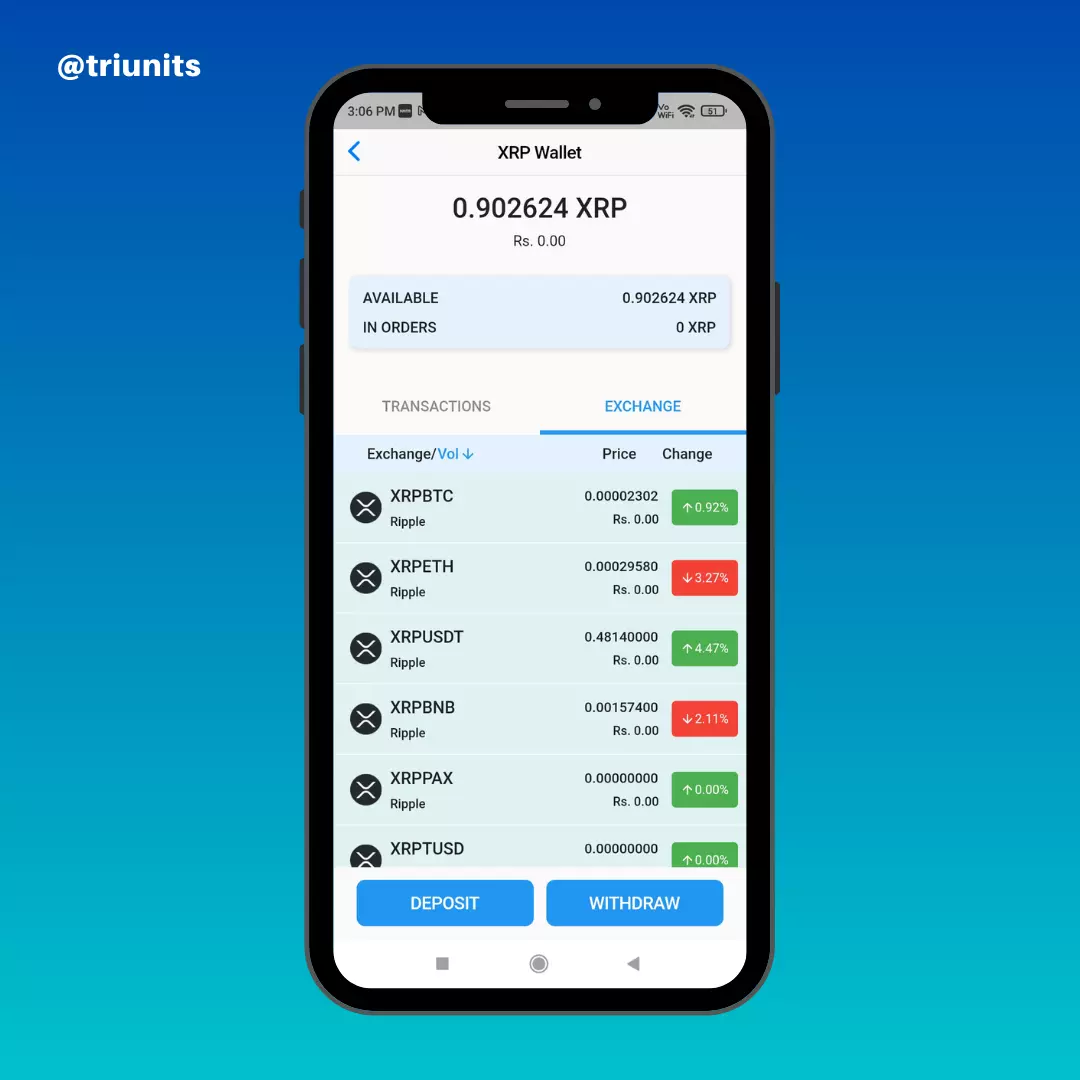 @triunits
3:06 PM
Vo
WiFi
51
XRP Wallet
0.902624 XRP
Rs. 0.00
AVAILABLE 0.902624 XRP
IN ORDERS 0 XRP
TRANSACTIONS EXCHANGE
Exchange/Vol↓ Price Change
XRPBTC 0.00002302 ↑0.92%
Ripple Rs. 0.00
XRPETH 0.00029580 ↓3.27%
Ripple Rs. 0.00
XRPUSDT 0.48140000 ↑4.47%
Ripple Rs. 0.00
XRPBNB 0.00157400 ↓2.11%
Ripple Rs. 0.00
XRPPAX 0.00000000 ↑0.00%
Ripple Rs. 0.00
XRPTUSD 0.00000000 ↑0.00%
DEPOSIT WITHDRAW